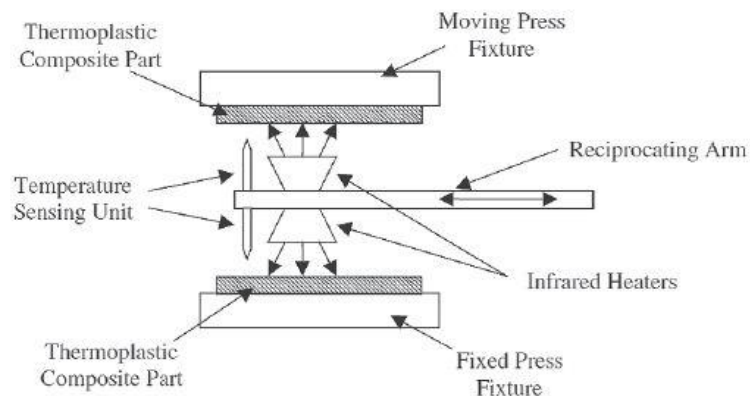 Thermoplastic
Composite Part
Moving Press
Fixture
Reciprocating Arm
Temperature
Sensing Unit
Infrared Heaters
Thermoplastic
Composite Part
Fixed Press
Fixture